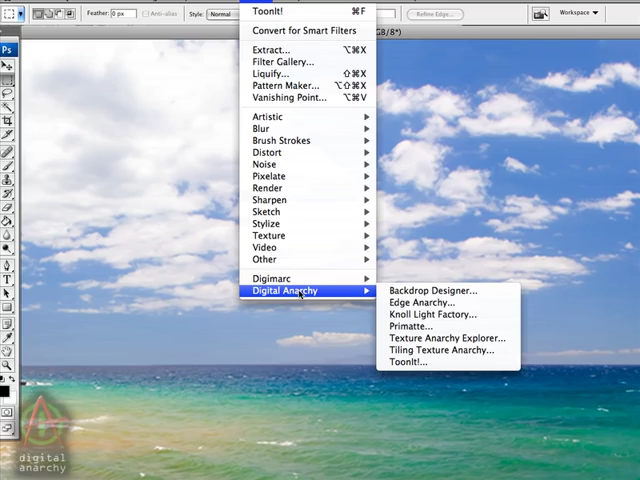 Feather: 0 px
Anti-alias
Style: Normal
Refine Edge...
Workspace
GB/8*)
Ps
ToonIt! ⌘F
Convert for Smart Filters
Extract... ⌥⌘X
Filter Gallery...
Liquify... ⇧⌘X
Pattern Maker... ⌥⇧⌘X
Vanishing Point... ⌥⌘V
Artistic
Blur
Brush Strokes
Distort
Noise
Pixelate
Render
Sharpen
Sketch
Stylize
Texture
Video
Other
Digimarc
Digital Anarchy
Backdrop Designer...
Edge Anarchy...
Knoll Light Factory...
Primatte...
Texture Anarchy Explorer...
Tiling Texture Anarchy...
ToonIt!...
digital
anarchy